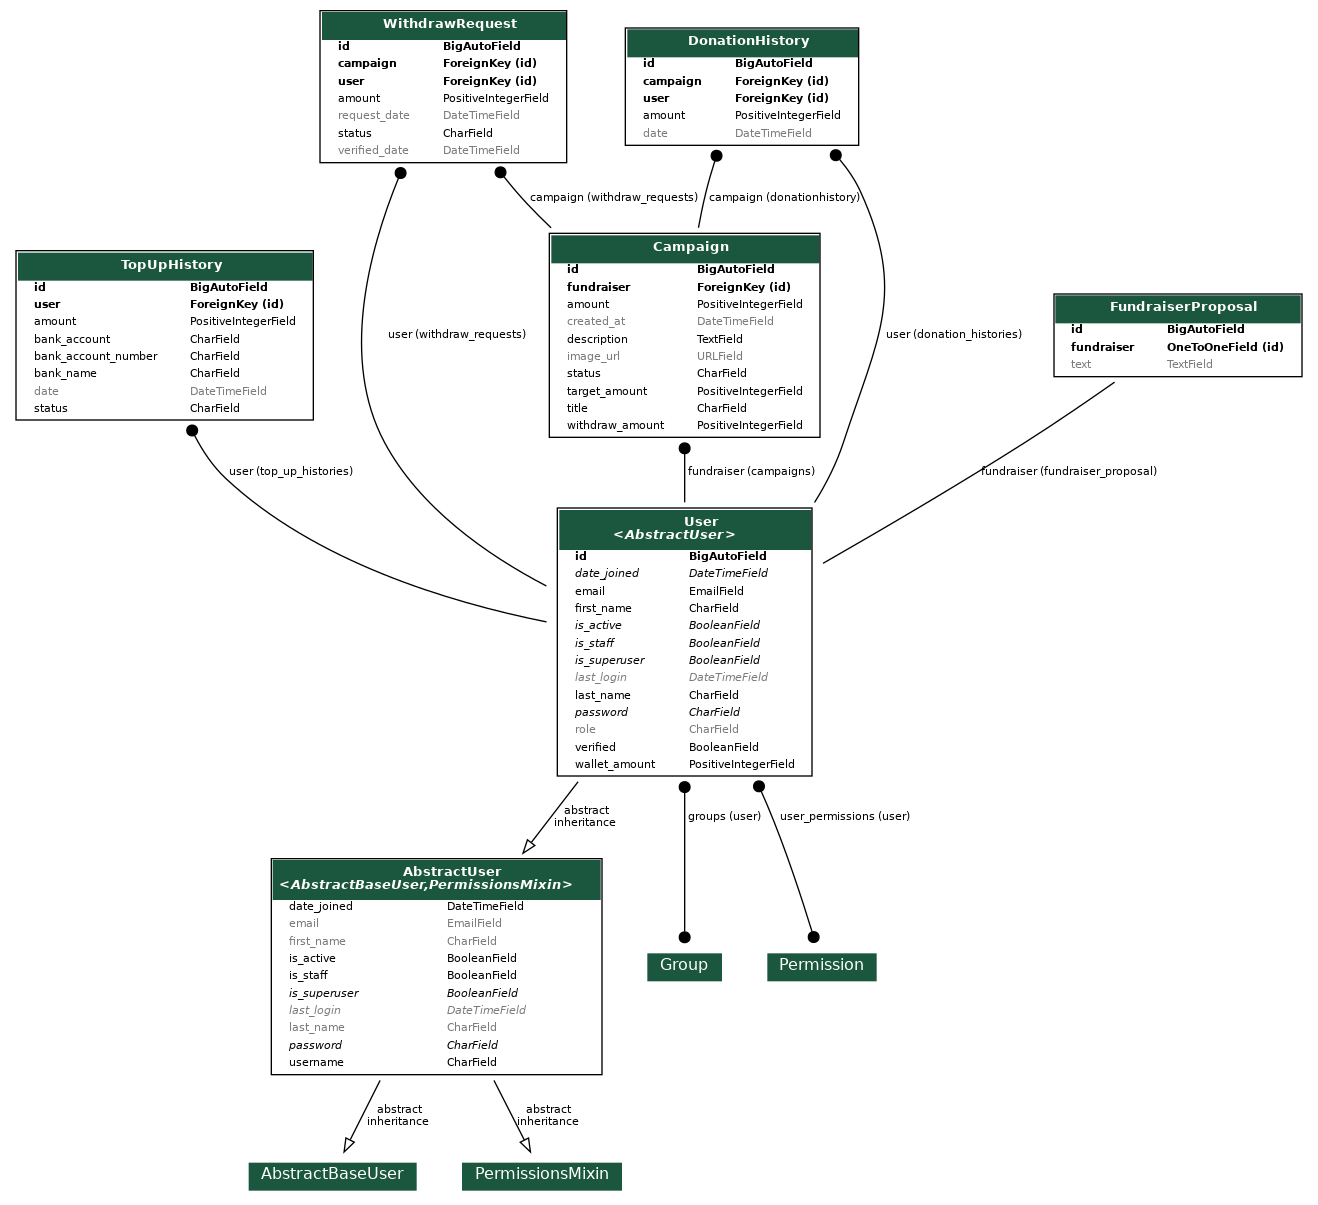 WithdrawRequest
id BigAutoField
campaign ForeignKey (id)
user ForeignKey (id)
amount PositiveIntegerField
request_date DateTimeField
status CharField
verified_date DateTimeField
DonationHistory
id BigAutoField
campaign ForeignKey (id)
user ForeignKey (id)
amount PositiveIntegerField
date DateTimeField
campaign (withdraw_requests)
campaign (donationhistory)
TopUpHistory
id BigAutoField
user ForeignKey (id)
amount PositiveIntegerField
bank_account CharField
bank_account_number CharField
bank_name CharField
date DateTimeField
status CharField
user (withdraw_requests)
Campaign
id BigAutoField
fundraiser ForeignKey (id)
amount PositiveIntegerField
created_at DateTimeField
description TextField
image_url URLField
status CharField
target_amount PositiveIntegerField
title CharField
withdraw_amount PositiveIntegerField
user (donation_histories)
FundraiserProposal
id BigAutoField
fundraiser OneToOneField (id)
text TextField
user (top_up_histories)
fundraiser (campaigns)
fundraiser (fundraiser_proposal)
User
<AbstractUser>
id BigAutoField
date_joined DateTimeField
email EmailField
first_name CharField
is_active BooleanField
is_staff BooleanField
is_superuser BooleanField
last_login DateTimeField
last_name CharField
password CharField
role CharField
verified BooleanField
wallet_amount PositiveIntegerField
abstract
inheritance
groups (user)
user_permissions (user)
AbstractUser
<AbstractBaseUser,PermissionsMixin>
date_joined DateTimeField
email EmailField
first_name CharField
is_active BooleanField
is_staff BooleanField
is_superuser BooleanField
last_login DateTimeField
last_name CharField
password CharField
username CharField
Group
Permission
abstract
inheritance
abstract
inheritance
AbstractBaseUser
PermissionsMixin